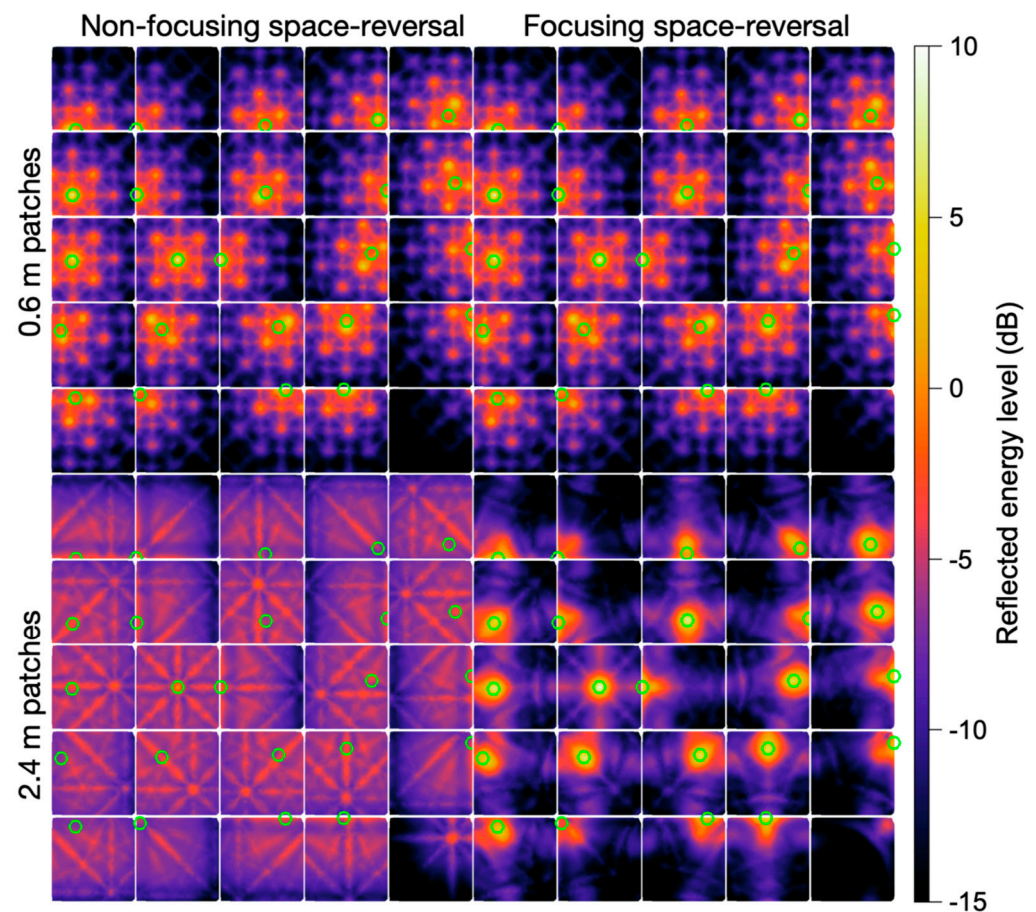 Non-focusing space-reversal
Focusing space-reversal
0.6 m patches
2.4 m patches
10
5
0
-5
-10
-15
Reflected energy level (dB)